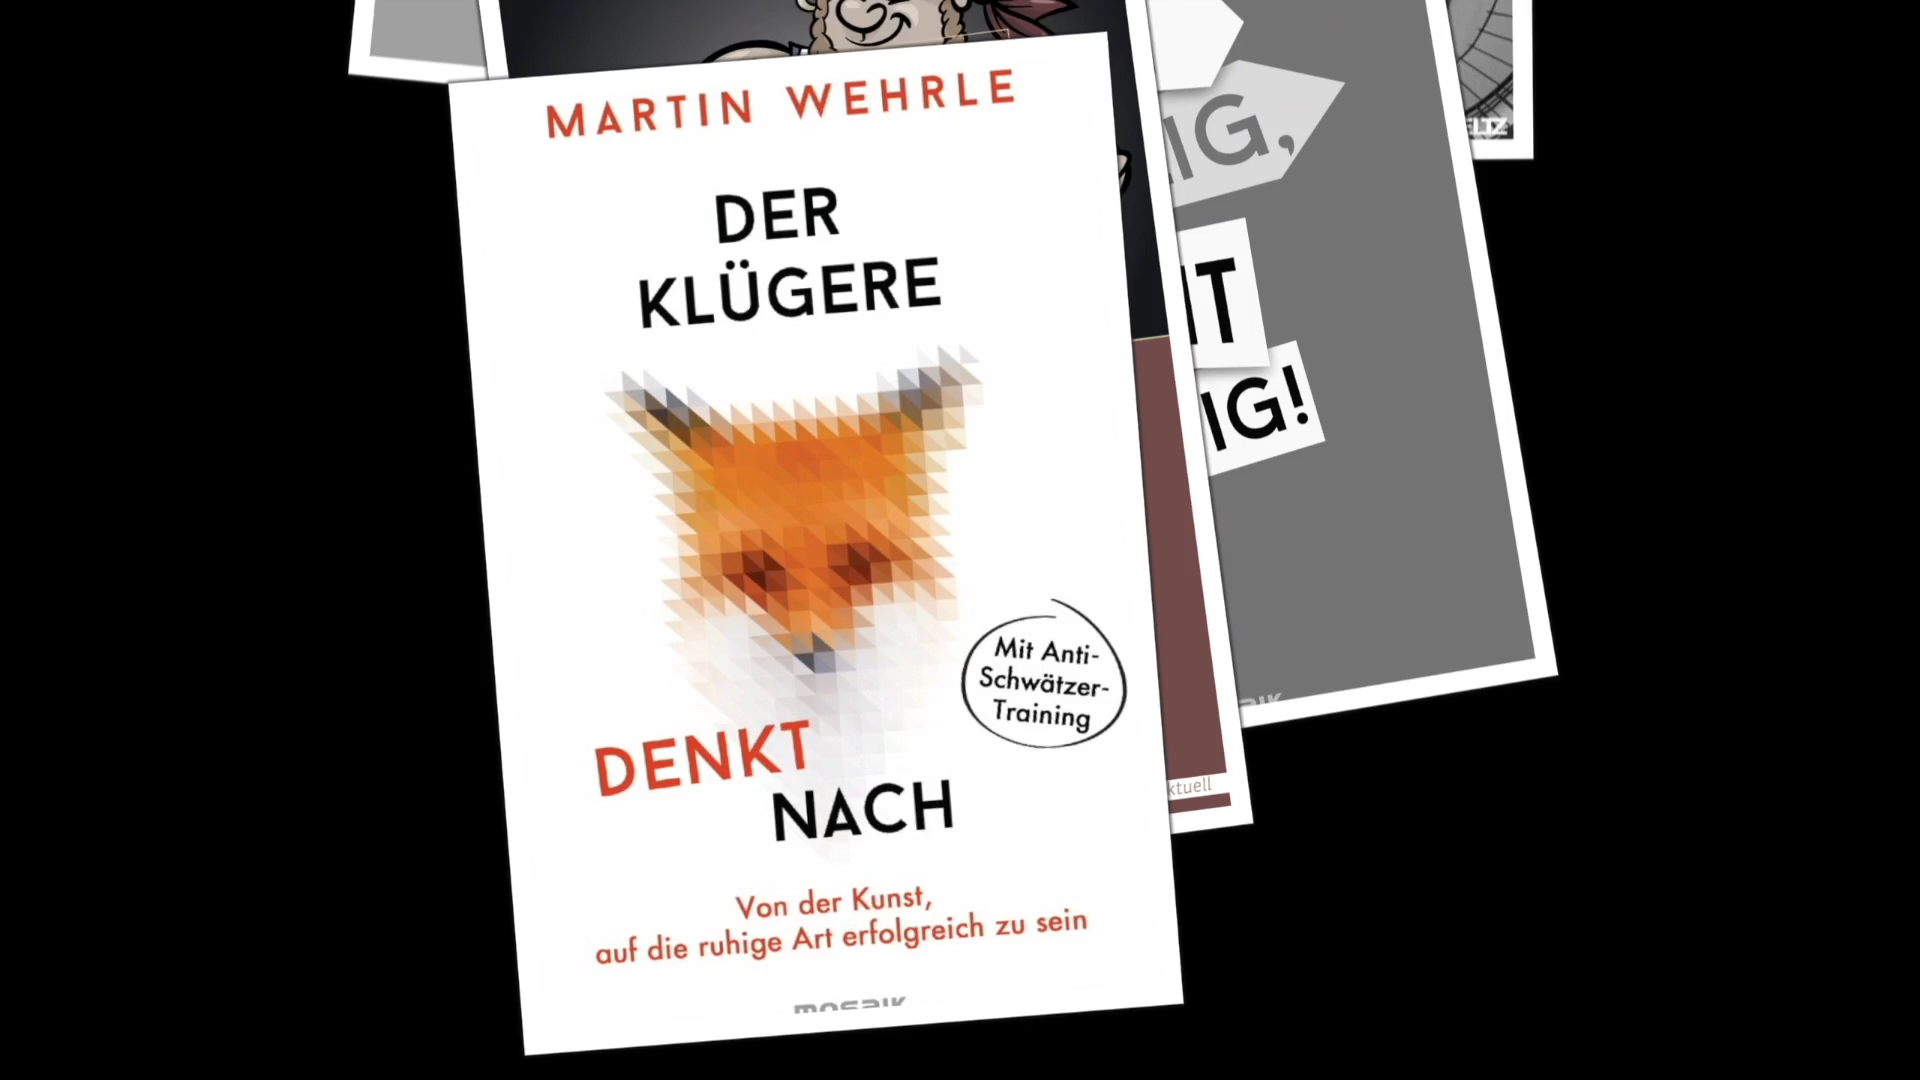 MARTIN WEHRLE
DER
KLÜGERE
DENKT
NACH
Mit Anti-
Schwätzer-
Training
Von der Kunst,
auf die ruhige Art erfolgreich zu sein
mosaik
IG,
IT
IG!
ktuell
LTZ